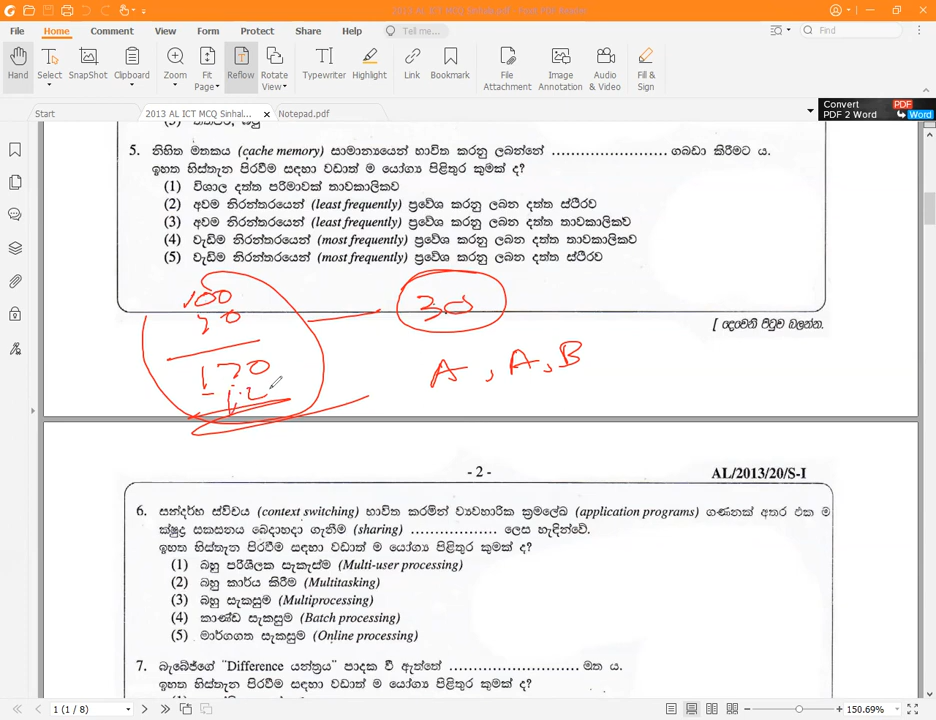 2013 AL ICT MCQ Sinhala.pdf - Foxit PDF Reader
File Home Comment View Form Protect Share Help Tell me... Find
Hand Select SnapShot Clipboard Zoom Fit Page Reflow Rotate View Typewriter Highlight Link Bookmark File Attachment Image Annotation Audio & Video Fill & Sign
Convert PDF
PDF 2 Word Word
Start 2013 AL ICT MCQ Sinhal... Notepad.pdf
5. නිහිත මතකය (cache memory) සාමාන්‍යයෙන් භාවිත කරනු ලබන්නේ ........................ ගබඩා කිරීමට ය.
ඉහත හිස්තැන පිරවීම සඳහා වඩාත් ම යෝග්‍ය පිළිතුර කුමක් ද?
(1) විශාල දත්ත පරිමාවක් තාවකාලිකව
(2) අවම නිරන්තරයෙන් (least frequently) ප්‍රවේශ කරනු ලබන දත්ත ස්ථිරව
(3) අවම නිරන්තරයෙන් (least frequently) ප්‍රවේශ කරනු ලබන දත්ත තාවකාලිකව
(4) වැඩිම නිරන්තරයෙන් (most frequently) ප්‍රවේශ කරනු ලබන දත්ත තාවකාලිකව
(5) වැඩිම නිරන්තරයෙන් (most frequently) ප්‍රවේශ කරනු ලබන දත්ත ස්ථිරව
100
70
170
[ දෙවෙනි පිටුව බලන්න.
A , A , B
- 2 -
AL/2013/20/S-I
6. සන්දර්භ ස්විචය (context switching) භාවිත කරමින් ව්‍යවහාරික ක්‍රමලේඛ (application programs) ගණනක් අතර එක ම
ක්ෂුද්‍ර සකසනය බෙදාහදා ගැනීම (sharing) .................. ලෙස හැඳින්වේ.
ඉහත හිස්තැන පිරවීම සඳහා වඩාත් ම යෝග්‍ය පිළිතුර කුමක් ද?
(1) බහු පරිශීලක සැකැස්ම (Multi-user processing)
(2) බහු කාර්ය කිරීම (Multitasking)
(3) බහු සැකසුම (Multiprocessing)
(4) කාණ්ඩ සැකසුම (Batch processing)
(5) මාර්ගගත සැකසුම (Online processing)
7. බැබේජ්ගේ "Difference යන්ත්‍රය" පාදක වී ඇත්තේ ............................ මත ය.
ඉහත හිස්තැන පිරවීම සඳහා වඩාත් ම යෝග්‍ය පිළිතුර කුමක් ද?
1 (1 / 8) 150.69%